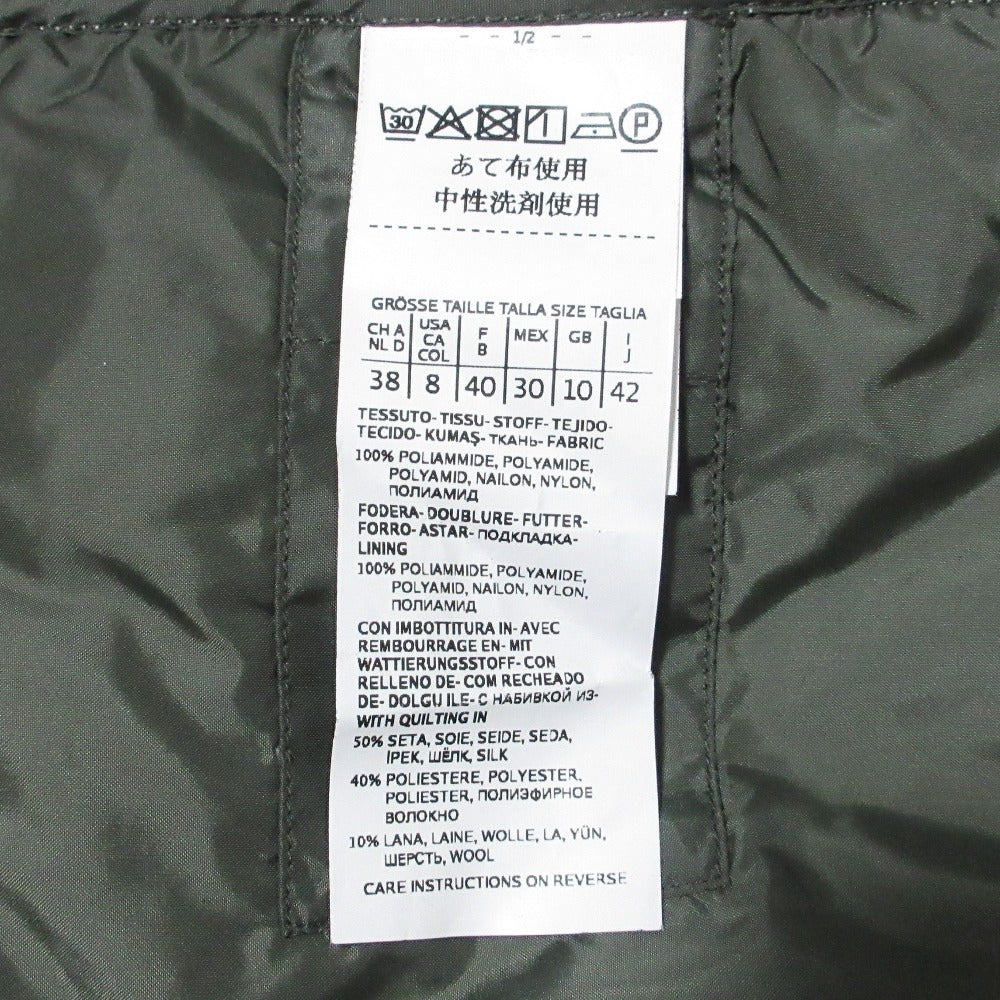 - - 1/2 - -
30 P
あて布使用
中性洗剤使用
GRÖSSE TAILLE TALLA SIZE TAGLIA
CH A NL D USA CA COL F B MEX GB I J
38 8 40 30 10 42
TESSUTO- TISSU- STOFF- TEJIDO-
TECIDO- KUMAŞ- ТКАНЬ- FABRIC
100% POLIAMMIDE, POLYAMIDE,
POLYAMID, NAILON, NYLON,
ПОЛИАМИД
FODERA- DOUBLURE- FUTTER-
FORRO- ASTAR- ПОДКЛАДКА-
LINING
100% POLIAMMIDE, POLYAMIDE,
POLYAMID, NAILON, NYLON,
ПОЛИАМИД
CON IMBOTTITURA IN- AVEC
REMBOURRAGE EN- MIT
WATTIERUNGSSTOFF- CON
RELLENO DE- COM RECHEADO
DE- DOLGU ILE- С НАБИВКОЙ ИЗ-
WITH QUILTING IN
50% SETA, SOIE, SEIDE, SEDA,
İPEK, ШЁЛК, SILK
40% POLIESTERE, POLYESTER,
POLIESTER, ПОЛИЭФИРНОЕ
ВОЛОКНО
10% LANA, LAINE, WOLLE, LA, YÜN,
ШЕРСТЬ, WOOL
CARE INSTRUCTIONS ON REVERSE